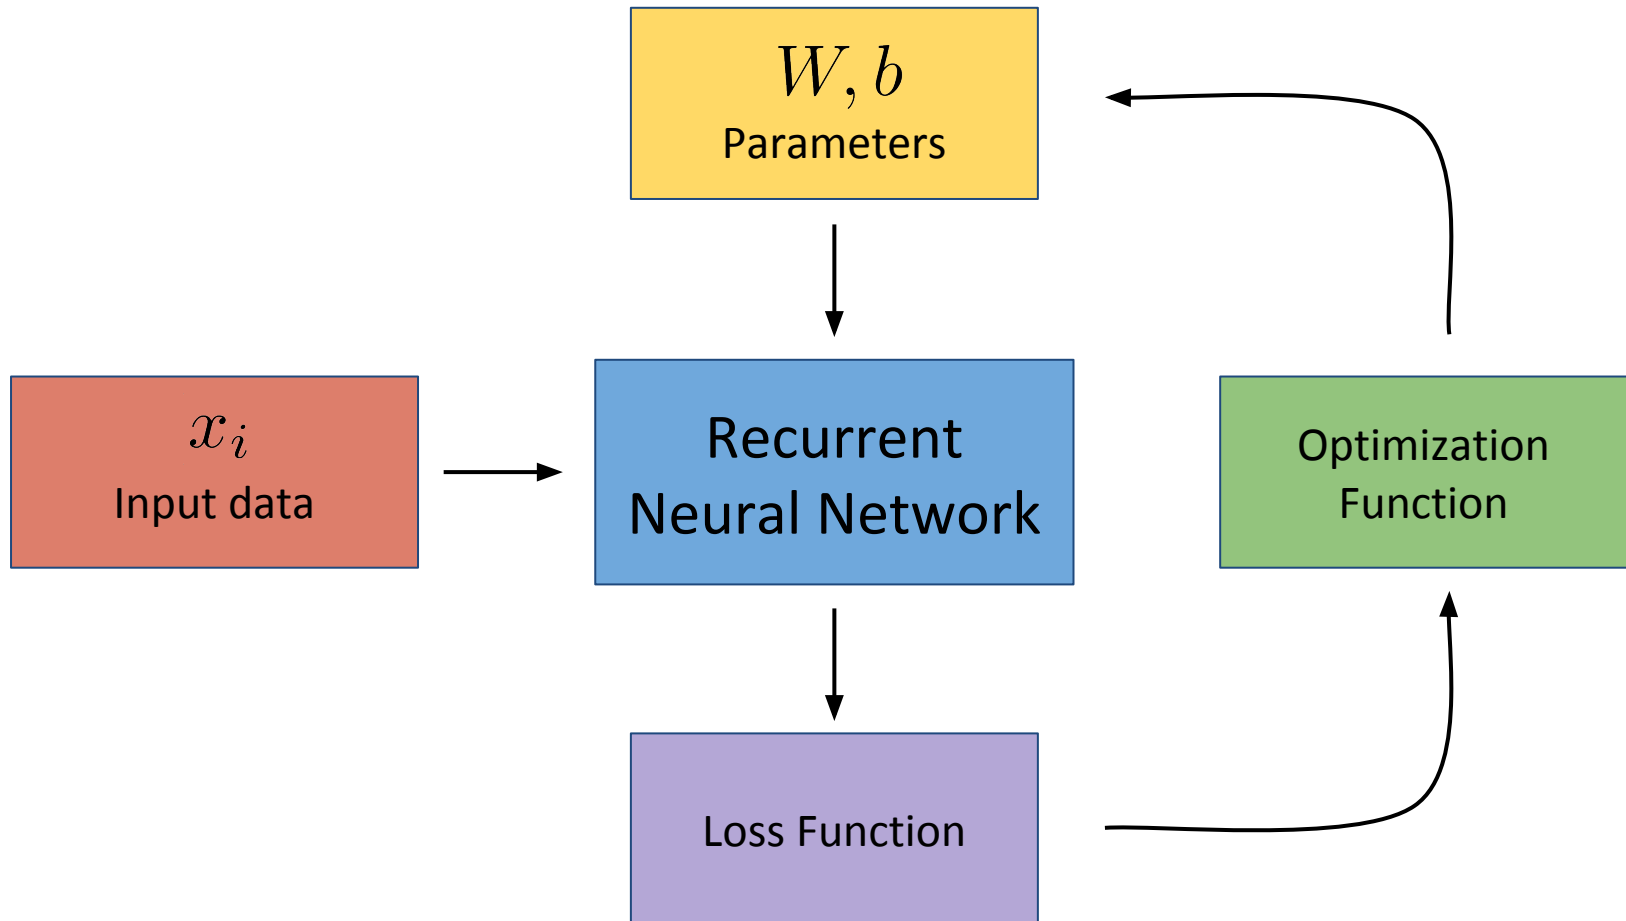 W, b
Parameters
x_i
Input data
Recurrent
Neural Network
Optimization
Function
Loss Function